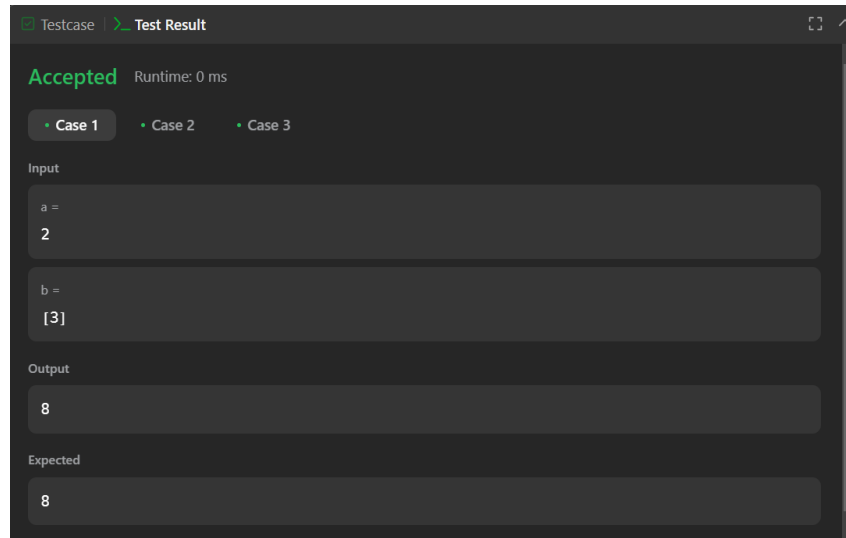 Testcase | >_ Test Result
Accepted Runtime: 0 ms
• Case 1 • Case 2 • Case 3
Input
a =
2
b =
[3]
Output
8
Expected
8